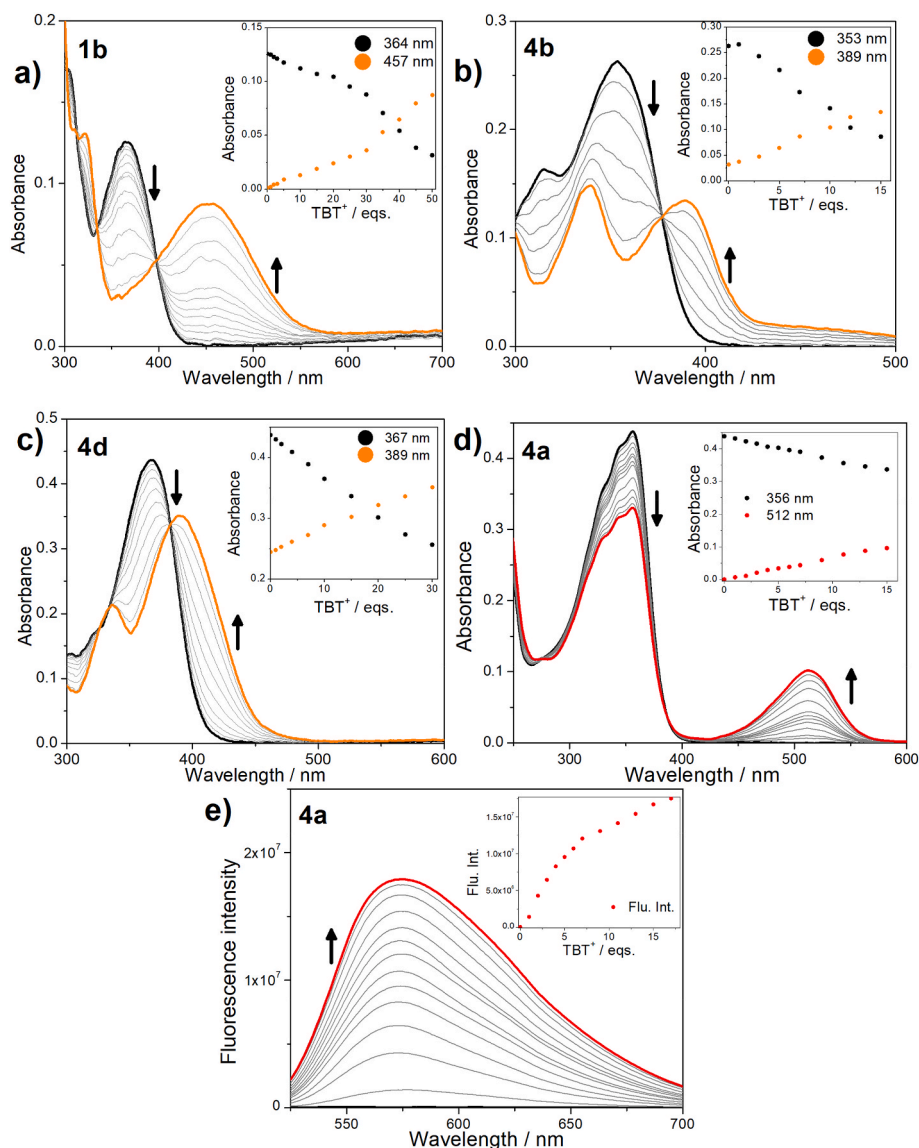 a)
1b
364 nm
457 nm
Absorbance
0.15
0.10
0.05
0.00
0 10 20 30 40 50
TBT⁺ / eqs.
Absorbance
0.2
0.1
0.0
300 400 500 600 700
Wavelength / nm
b)
4b
353 nm
389 nm
Absorbance
0.30
0.25
0.20
0.15
0.10
0.05
0.00
0 5 10 15
TBT⁺ / eqs.
Absorbance
0.3
0.2
0.1
0.0
300 400 500
Wavelength / nm
c)
4d
367 nm
389 nm
Absorbance
0.4
0.3
0.2
0 5 10 15 20 25 30
TBT⁺ / eqs.
Absorbance
0.5
0.4
0.3
0.2
0.1
0.0
300 400 500 600
Wavelength / nm
d)
4a
356 nm
512 nm
Absorbance
0.4
0.2
0.0
0 5 10 15
TBT⁺ / eqs.
Absorbance
0.4
0.3
0.2
0.1
0.0
300 400 500 600
Wavelength / nm
e)
4a
Flu. Int.
Flu. Int.
1.5x10⁷
1.0x10⁷
5.0x10⁶
0.0
0 5 10 15
TBT⁺ / eqs.
Fluorescence intensity
2x10⁷
1x10⁷
0
550 600 650 700
Wavelength / nm